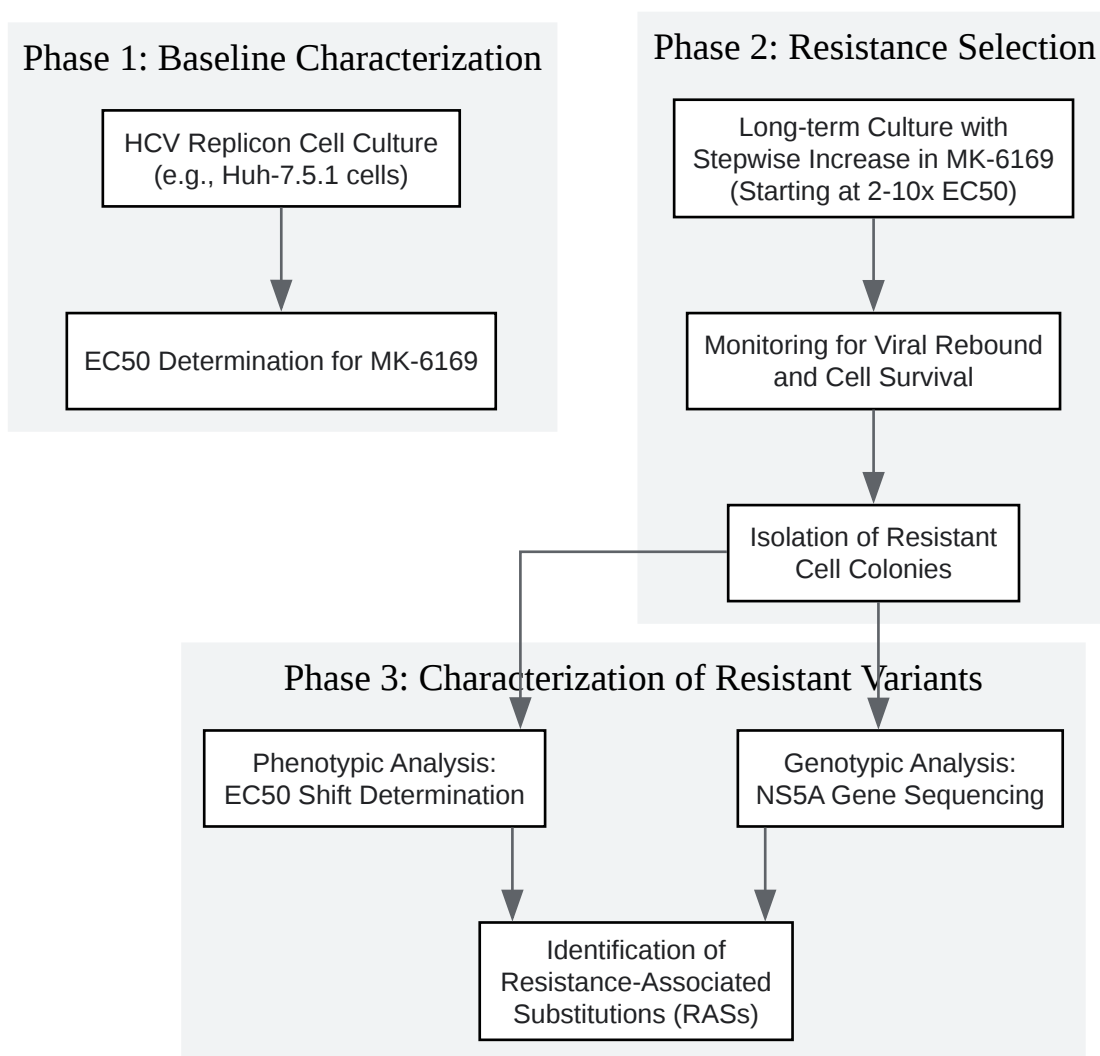 Phase 1: Baseline Characterization
HCV Replicon Cell Culture
(e.g., Huh-7.5.1 cells)
EC50 Determination for MK-6169
Phase 2: Resistance Selection
Long-term Culture with
Stepwise Increase in MK-6169
(Starting at 2-10x EC50)
Monitoring for Viral Rebound
and Cell Survival
Isolation of Resistant
Cell Colonies
Phase 3: Characterization of Resistant Variants
Phenotypic Analysis:
EC50 Shift Determination
Genotypic Analysis:
NS5A Gene Sequencing
Identification of
Resistance-Associated
Substitutions (RASs)